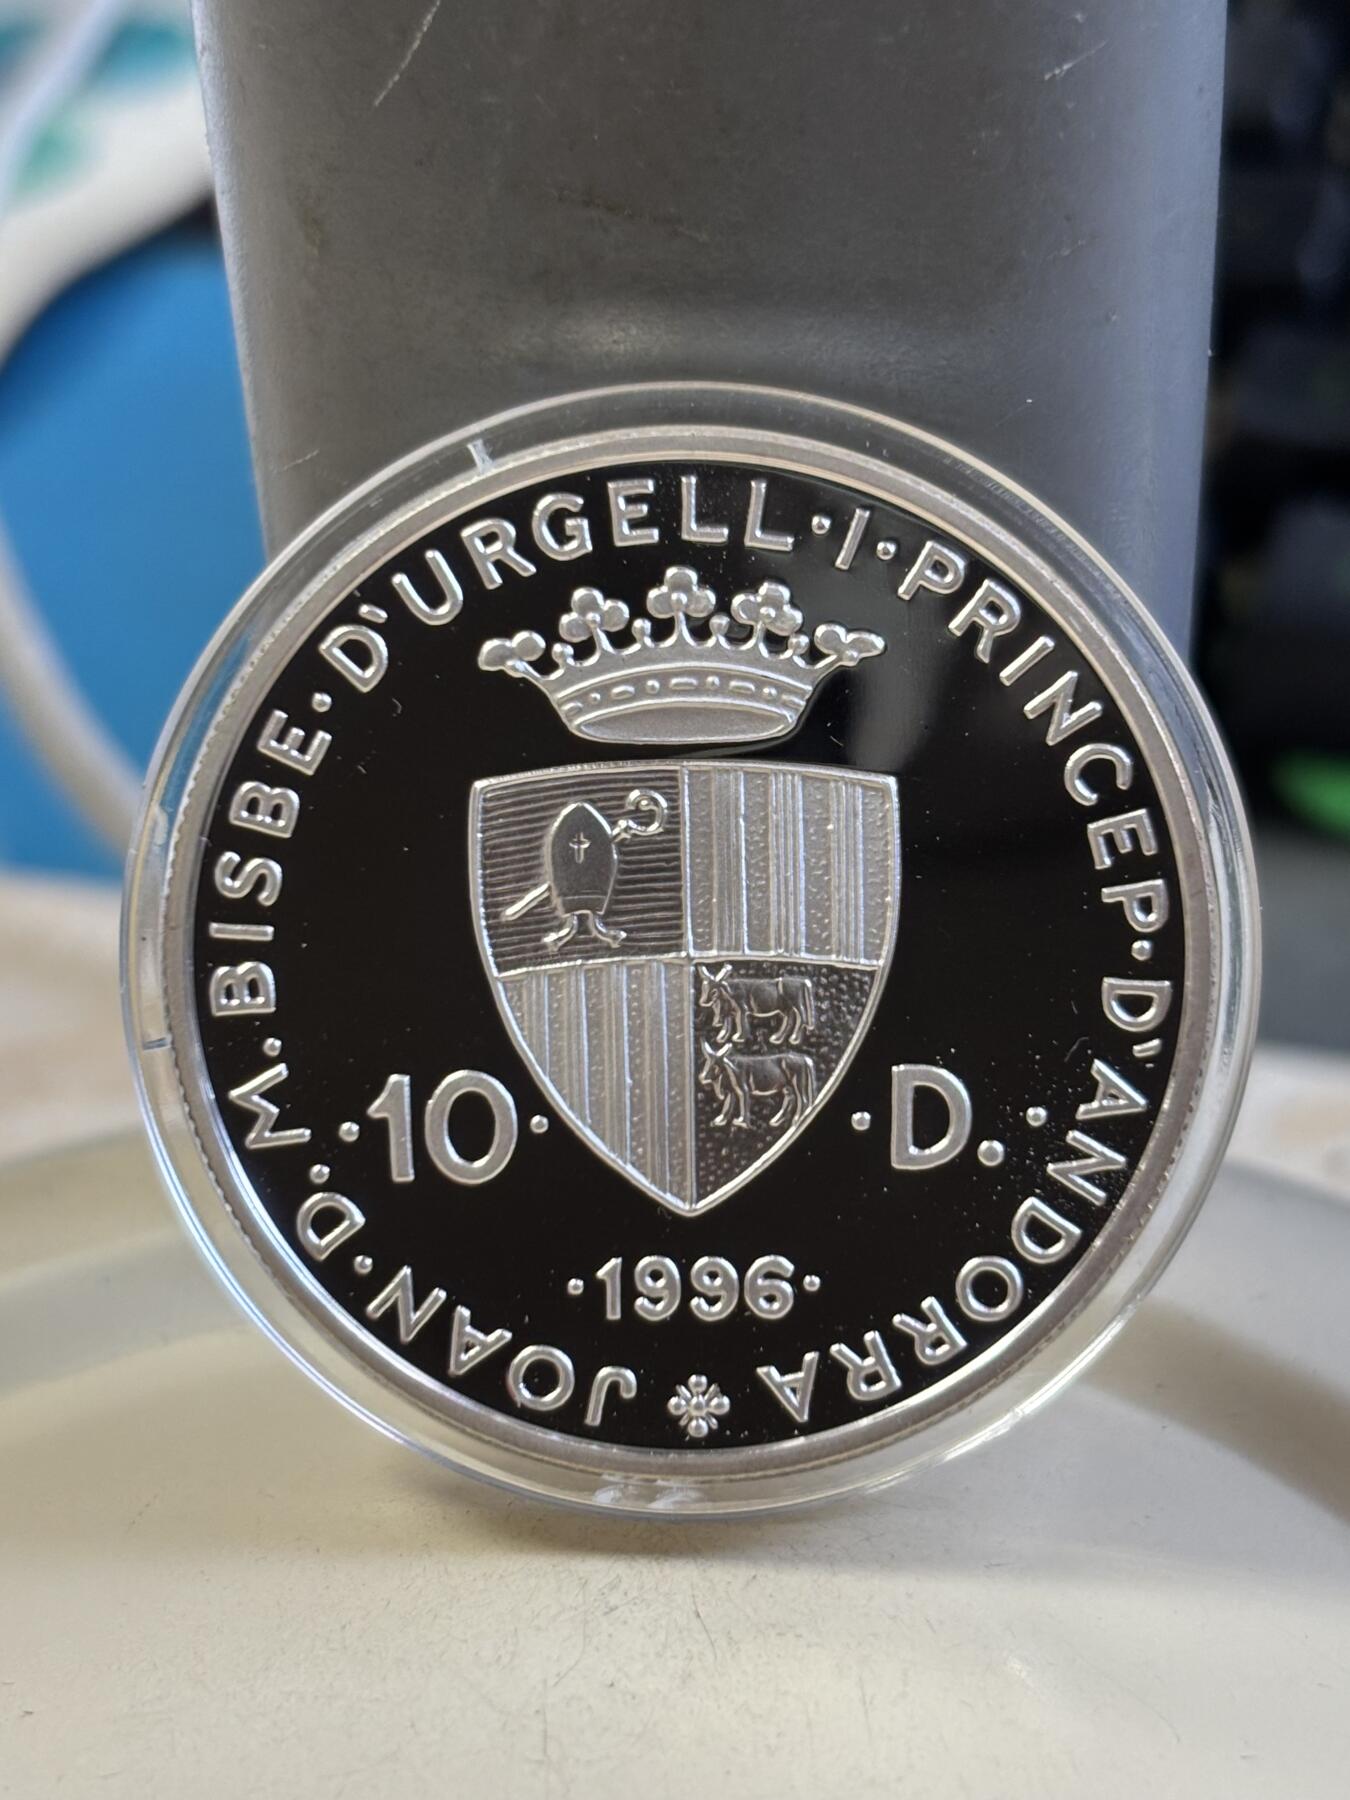 JOAN·D.D.M.BISBE·D'URGELL·I·PRINCEP·D'ANDORRA
·10· ·D.·
·1996·